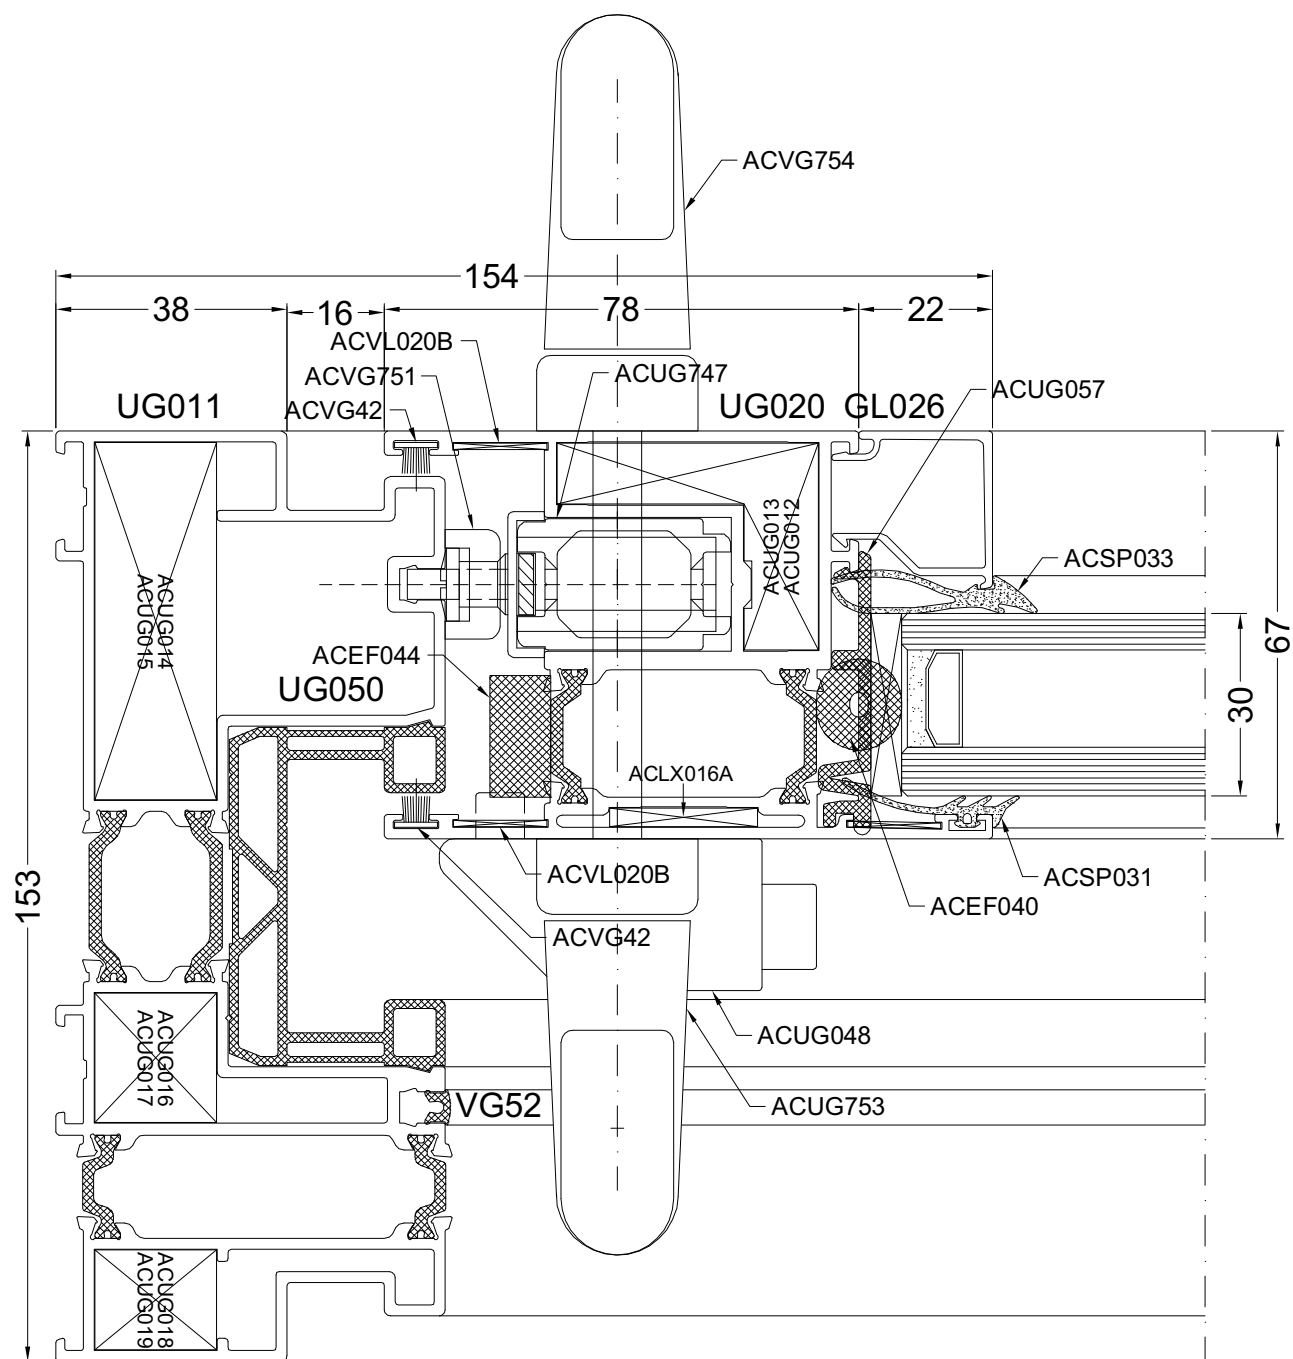 ACVG754
154
38
16
78
22
ACVL020B
ACVG751
ACUG747
ACUG057
UG011
ACVG42
UG020
GL026
ACUG013
ACUG012
ACSP033
ACUG014
ACUG015
67
ACEF044
UG050
30
ACLX016A
ACVL020B
ACSP031
153
ACEF040
ACVG42
ACUG016
ACUG017
ACUG048
VG52
ACUG753
ACUG018
ACUG019